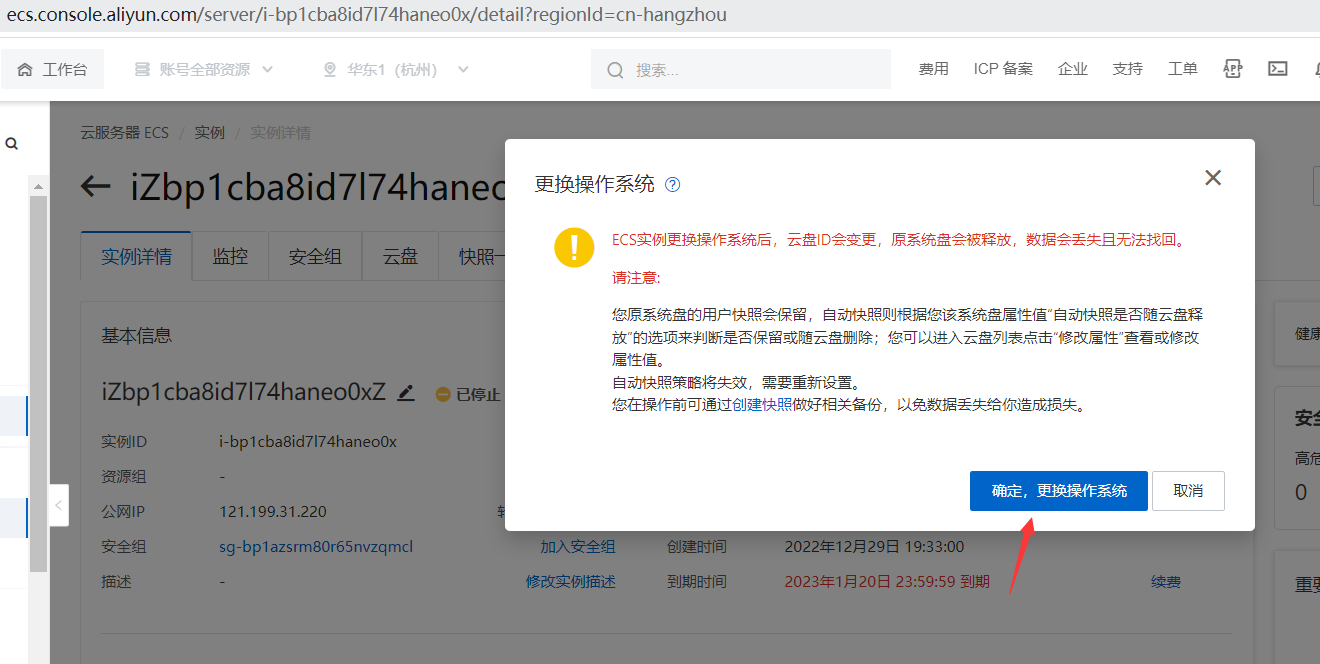 ecs.console.aliyun.com/server/i-bp1cba8id7l74haneo0x/detail?regionId=cn-hangzhou
工作台 账号全部资源 华东1（杭州） 搜索... 费用 ICP 备案 企业 支持 工单 APP
云服务器 ECS / 实例 / 实例详情
iZbp1cba8id7l74haneo
实例详情 监控 安全组 云盘 快照一
更换操作系统 ?
ECS实例更换操作系统后，云盘ID会变更，原系统盘会被释放，数据会丢失且无法找回。
请注意:
您原系统盘的用户快照会保留，自动快照则根据您该系统盘属性值“自动快照是否随云盘释
放”的选项来判断是否保留或随云盘删除；您可以进入云盘列表点击“修改属性”查看或修改
属性值。
自动快照策略将失效，需要重新设置。
您在操作前可通过创建快照做好相关备份，以免数据丢失给你造成损失。
确定，更换操作系统 取消
基本信息
iZbp1cba8id7l74haneo0xZ 已停止
实例ID i-bp1cba8id7l74haneo0x
资源组 -
公网IP 121.199.31.220
安全组 sg-bp1azsrm80r65nvzqmcl 加入安全组 创建时间 2022年12月29日 19:33:00
描述 - 修改实例描述 到期时间 2023年1月20日 23:59:59 到期 续费
健康
安全
高危
0
重要